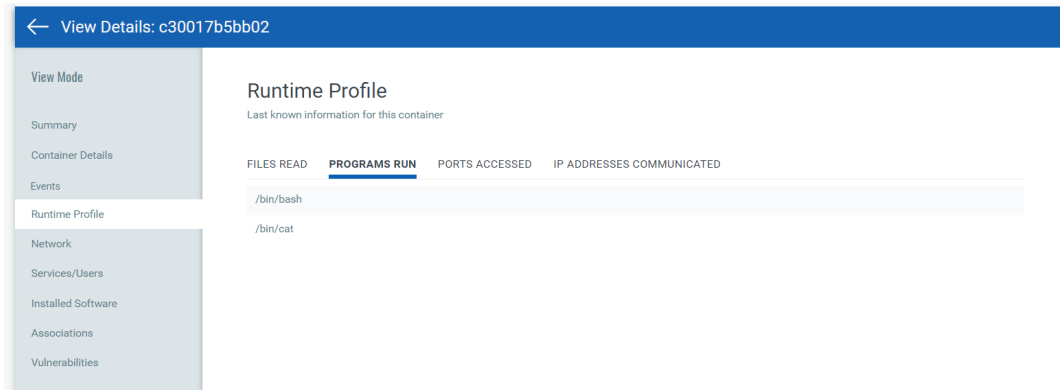 View Details: c30017b5bb02
View Mode
Summary
Container Details
Events
Runtime Profile
Network
Services/Users
Installed Software
Associations
Vulnerabilities
Runtime Profile
Last known information for this container
FILES READ PROGRAMS RUN PORTS ACCESSED IP ADDRESSES COMMUNICATED
/bin/bash
/bin/cat